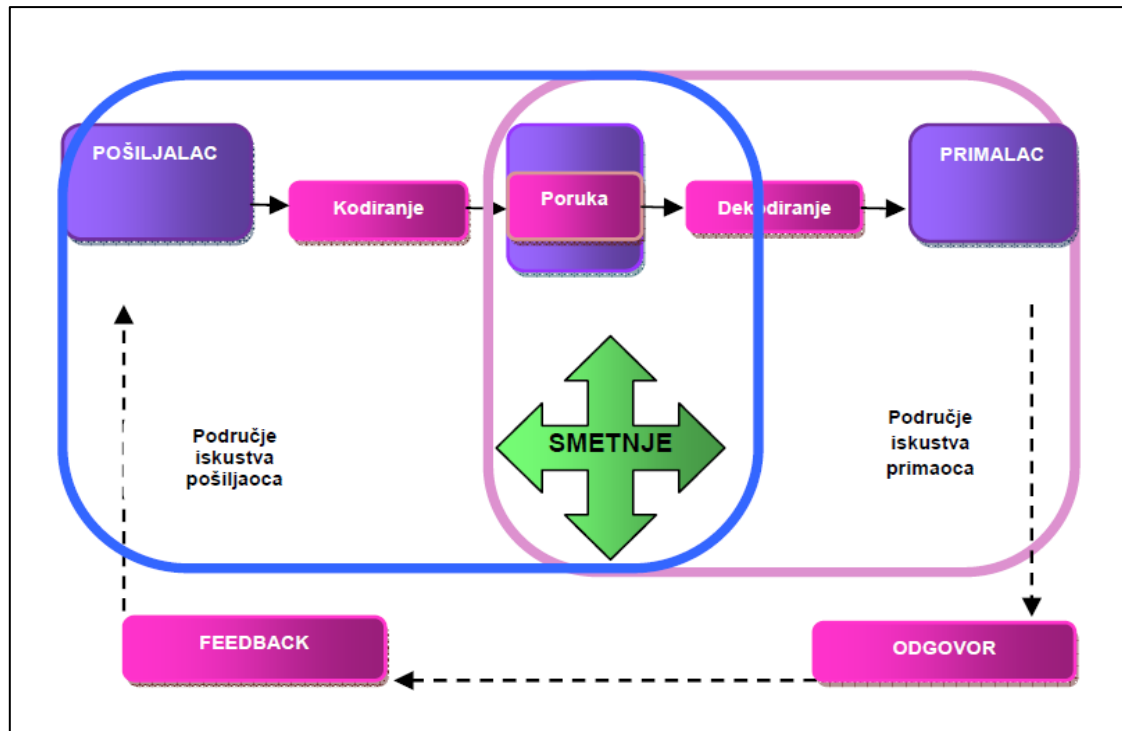 POŠILJALAC
PRIMALAC
Kodiranje
Poruka
Dekodiranje
SMETNJE
Područje
iskustva
pošiljaoca
Područje
iskustva
primaoca
FEEDBACK
ODGOVOR